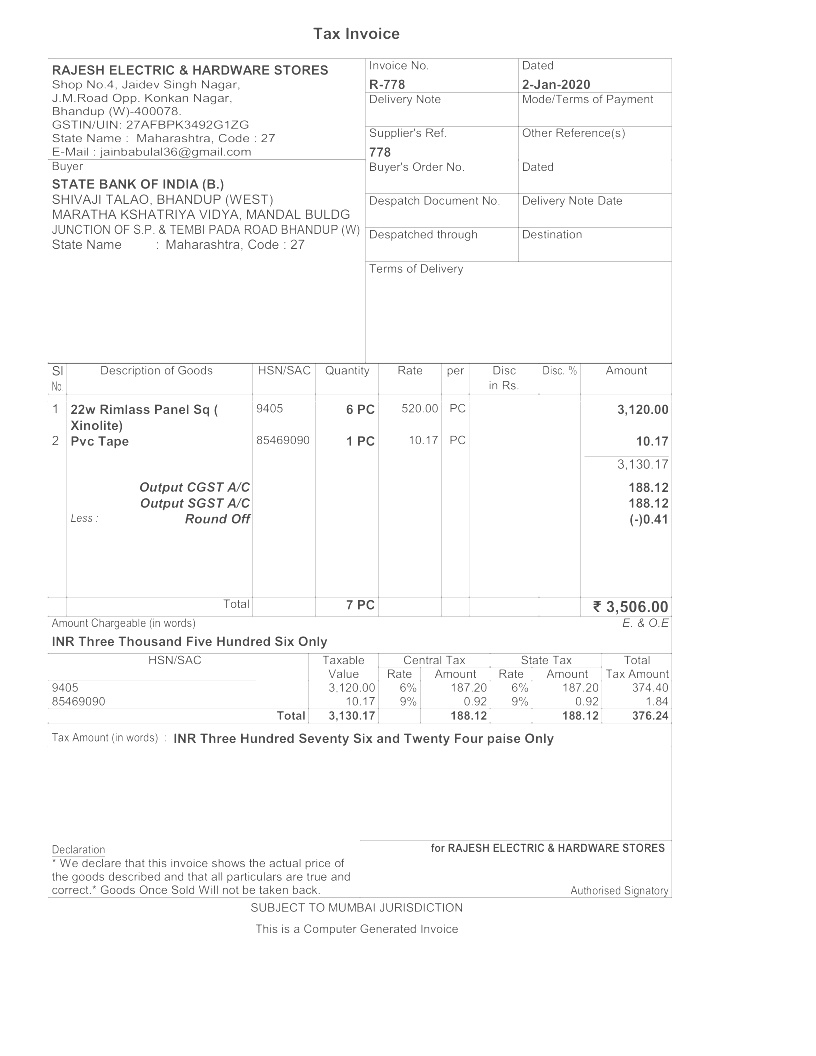 Tax Invoice
RAJESH ELECTRIC & HARDWARE STORES
Shop No.4, Jaidev Singh Nagar,
J.M.Road Opp. Konkan Nagar,
Bhandup (W)-400078.
GSTIN/UIN: 27AFBPK3492G1ZG
State Name : Maharashtra, Code : 27
E-Mail : jainbabulal36@gmail.com
Invoice No. Dated
R-778 2-Jan-2020
Delivery Note Mode/Terms of Payment
Supplier's Ref. Other Reference(s)
778
Buyer
STATE BANK OF INDIA (B.)
SHIVAJI TALAO, BHANDUP (WEST)
MARATHA KSHATRIYA VIDYA, MANDAL BULDG
JUNCTION OF S.P. & TEMBI PADA ROAD BHANDUP (W)
State Name : Maharashtra, Code : 27
Buyer's Order No. Dated
Despatch Document No. Delivery Note Date
Despatched through Destination
Terms of Delivery
Sl Description of Goods HSN/SAC Quantity Rate per Disc Disc. % Amount
No. in Rs.
1 22w Rimlass Panel Sq ( 9405 6 PC 520.00 PC 3,120.00
Xinolite)
2 Pvc Tape 85469090 1 PC 10.17 PC 10.17
3,130.17
Output CGST A/C 188.12
Output SGST A/C 188.12
Less : Round Off (-)0.41
Total 7 PC ₹ 3,506.00
Amount Chargeable (in words) E. & O.E
INR Three Thousand Five Hundred Six Only
HSN/SAC Taxable Central Tax State Tax Total
Value Rate Amount Rate Amount Tax Amount
9405 3,120.00 6% 187.20 6% 187.20 374.40
85469090 10.17 9% 0.92 9% 0.92 1.84
Total 3,130.17 188.12 188.12 376.24
Tax Amount (in words) : INR Three Hundred Seventy Six and Twenty Four paise Only
for RAJESH ELECTRIC & HARDWARE STORES
Declaration
* We declare that this invoice shows the actual price of
the goods described and that all particulars are true and
correct.* Goods Once Sold Will not be taken back.
Authorised Signatory
SUBJECT TO MUMBAI JURISDICTION
This is a Computer Generated Invoice